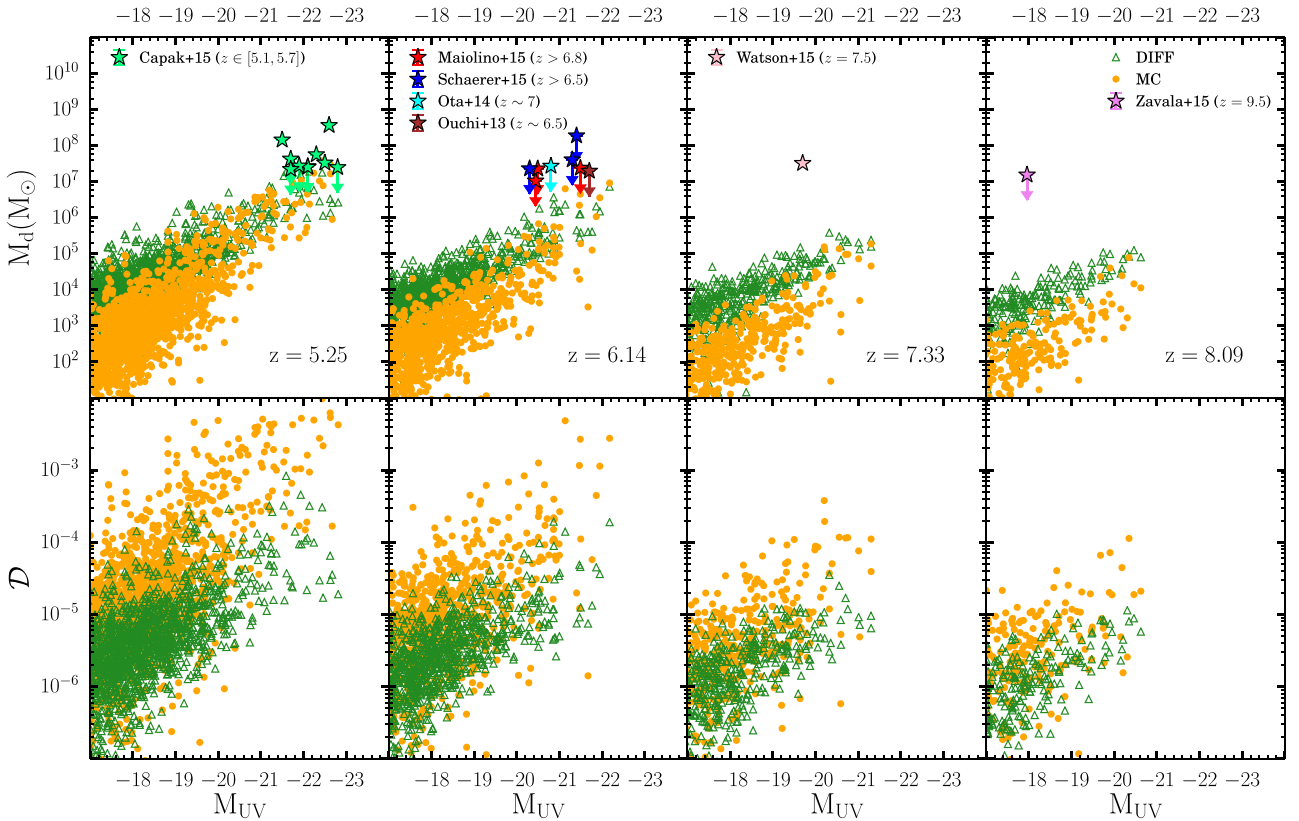 −18 −19 −20 −21 −22 −23 −18 −19 −20 −21 −22 −23 −18 −19 −20 −21 −22 −23 −18 −19 −20 −21 −22 −23
Capak+15 (z ∈ [5.1, 5.7])
Maiolino+15 (z > 6.8)
Schaerer+15 (z > 6.5)
Ota+14 (z ∼ 7)
Ouchi+13 (z ∼ 6.5)
Watson+15 (z = 7.5)
DIFF
MC
Zavala+15 (z = 9.5)
M_d(M_⊙)
10^10
10^9
10^8
10^7
10^6
10^5
10^4
10^3
10^2
z = 5.25 z = 6.14 z = 7.33 z = 8.09
𝒟
10^−3
10^−4
10^−5
10^−6
−18 −19 −20 −21 −22 −23 −18 −19 −20 −21 −22 −23 −18 −19 −20 −21 −22 −23 −18 −19 −20 −21 −22 −23
M_UV M_UV M_UV M_UV